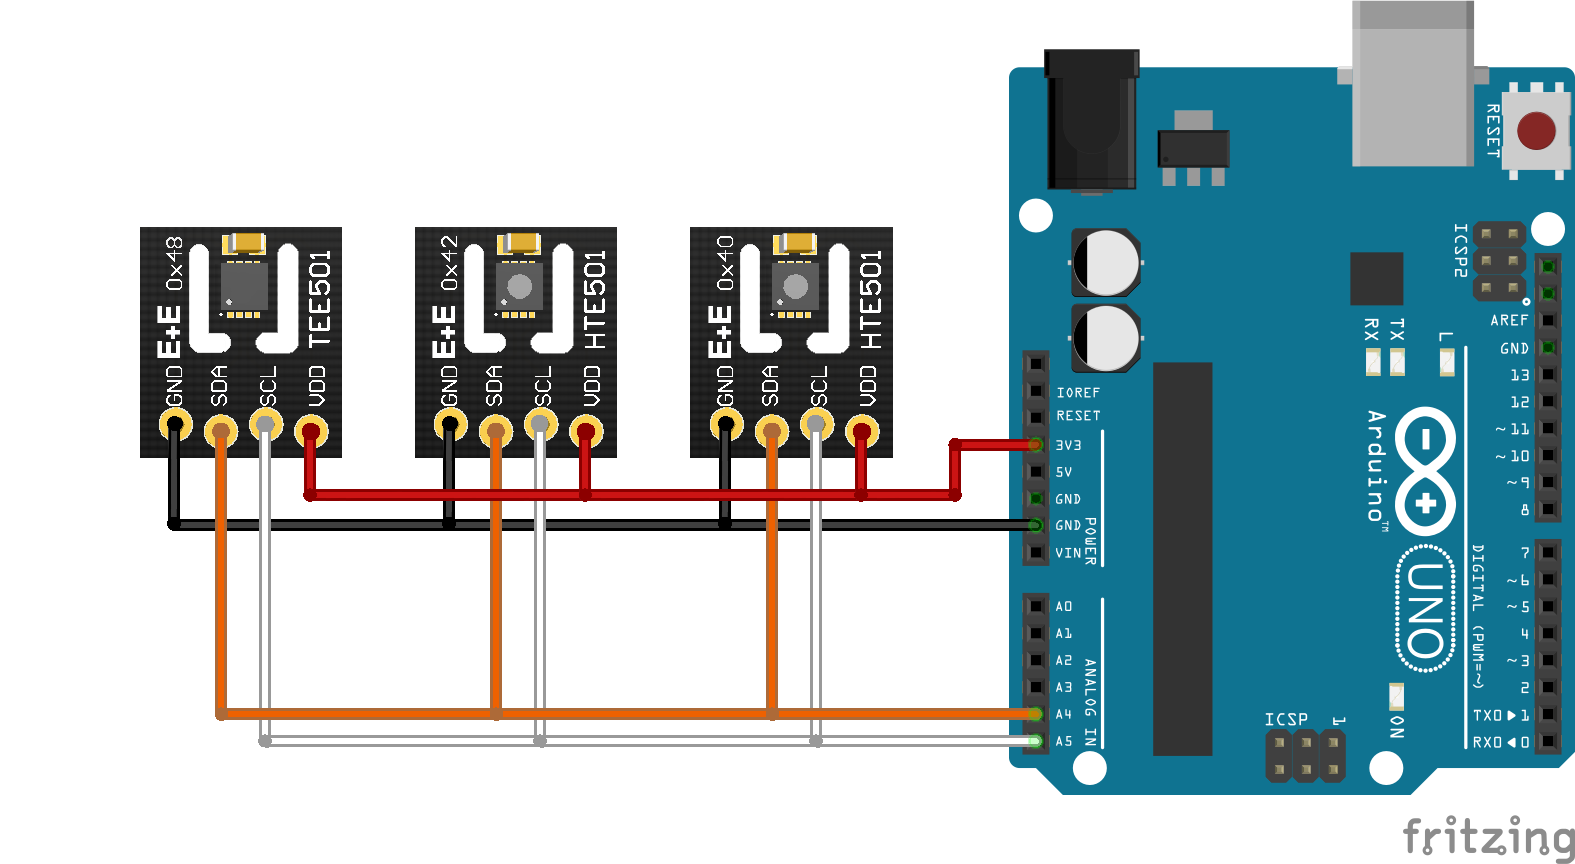 0x48
E+E
TEE501
GND
SDA
SCL
VDD
0x42
E+E
HTE501
GND
SDA
SCL
VDD
0x40
E+E
HTE501
GND
SDA
SCL
VDD
RESET
ICSP2
IOREF
RESET
3V3
5V
GND
GND
VIN
POWER
A0
A1
A2
A3
A4
A5
ANALOG IN
RX
TX
L
Arduino™
UNO
AREF
GND
13
12
~11
~10
~9
8
7
~6
~5
4
~3
2
TX0▶1
RX0◀0
DIGITAL (PWM=~)
ICSP
1
ON
fritzing